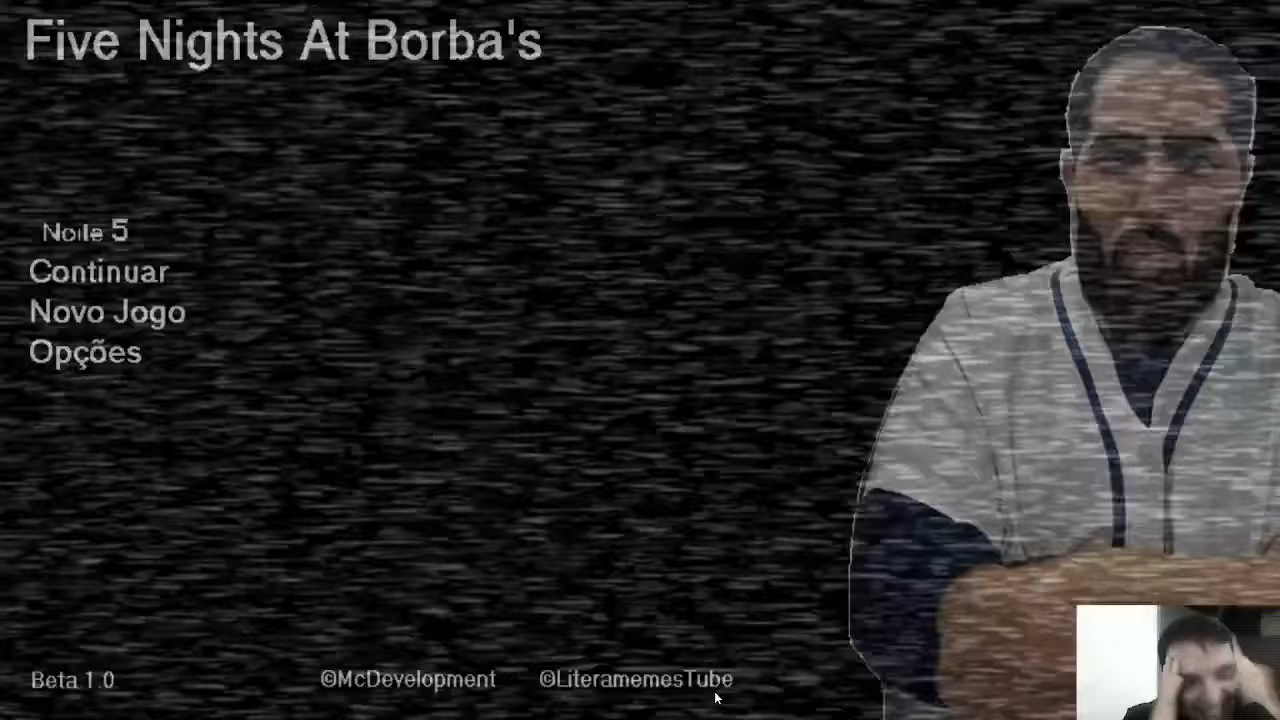 Five Nights At Borba's
Noite 5
Continuar
Novo Jogo
Opções
Beta 1.0 ©McDevelopment ©LiteramemesTube